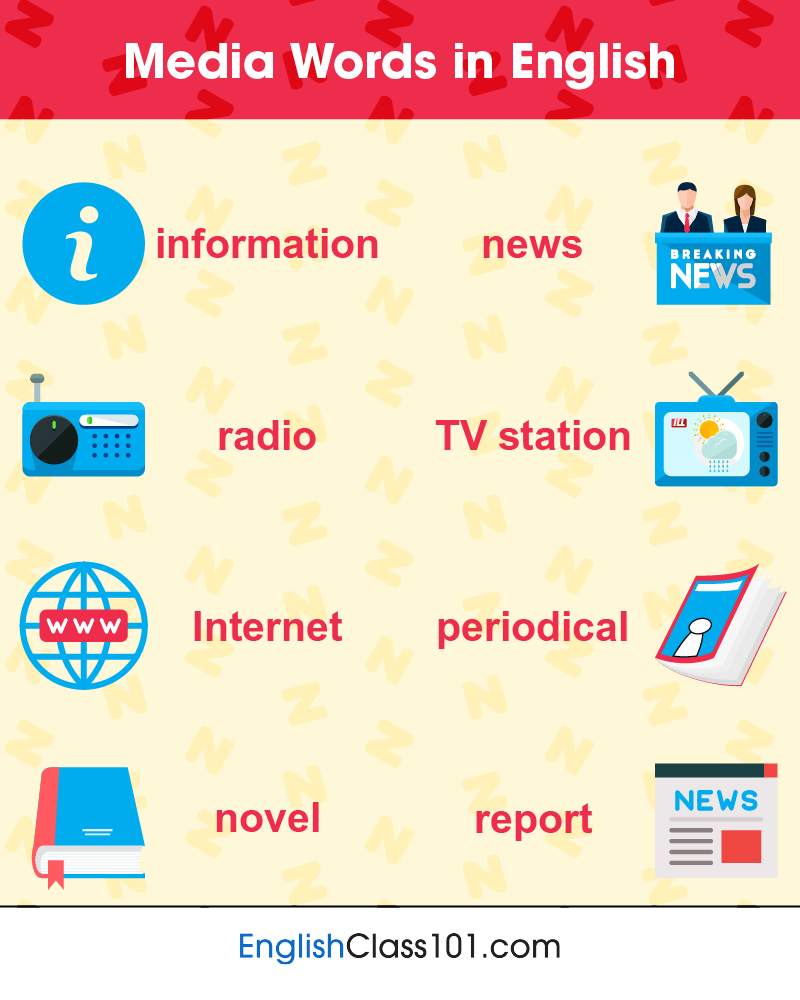 Media Words in English
information
news
BREAKING
NEWS
radio
TV station
WWW
Internet
periodical
novel
report
NEWS
EnglishClass101.com